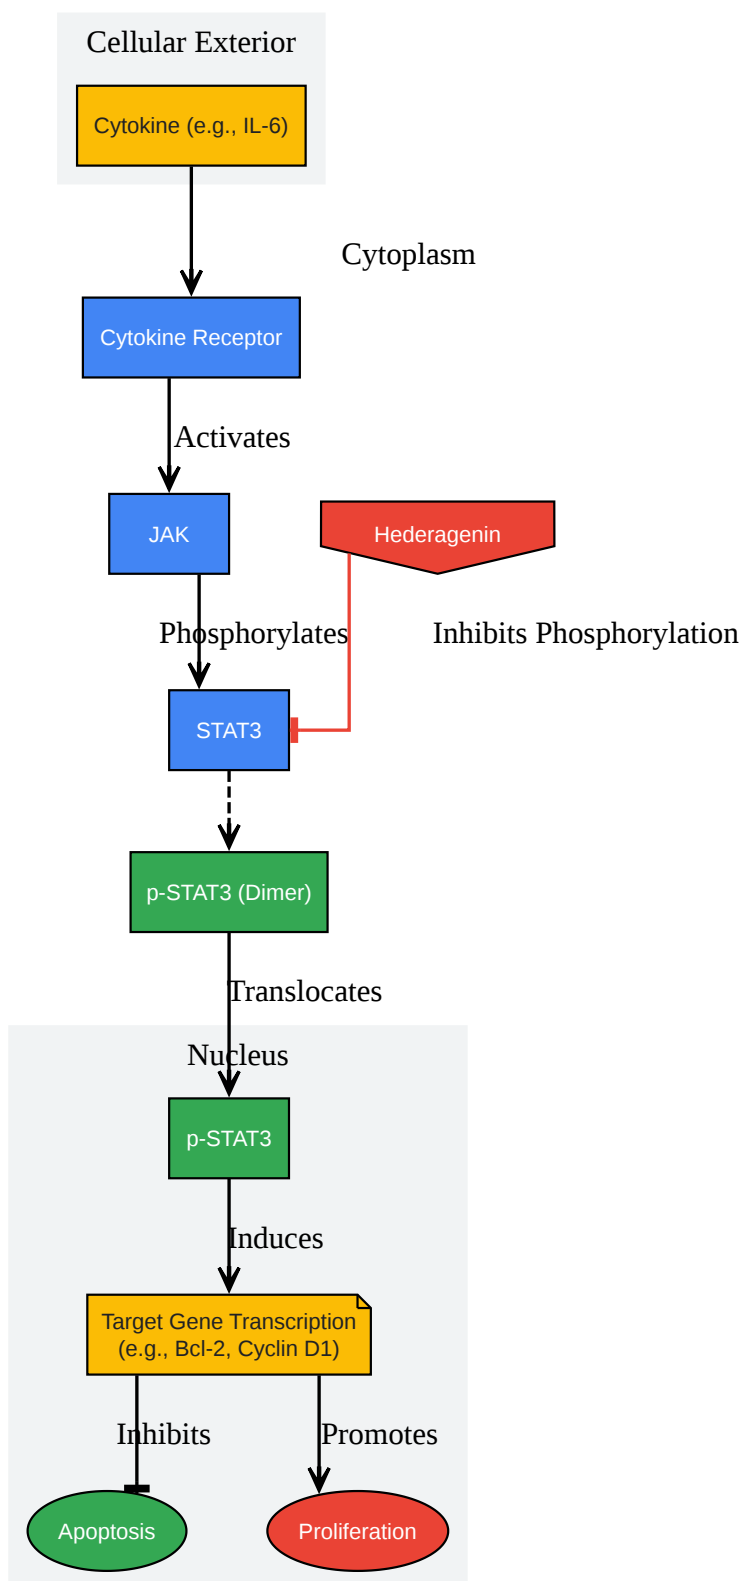 Cellular Exterior
Cytokine (e.g., IL-6)
Cytoplasm
Cytokine Receptor
Activates
JAK
Hederagenin
Phosphorylates
Inhibits Phosphorylation
STAT3
p-STAT3 (Dimer)
Translocates
Nucleus
p-STAT3
Induces
Target Gene Transcription
(e.g., Bcl-2, Cyclin D1)
Inhibits
Promotes
Apoptosis
Proliferation